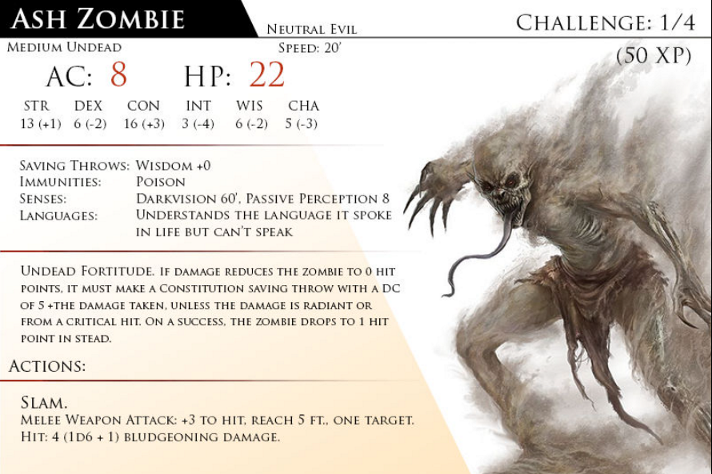 Ash Zombie
Neutral Evil
Challenge: 1/4
Medium Undead
Speed: 20'
(50 XP)
AC: 8 HP: 22
STR DEX CON INT WIS CHA
13 (+1) 6 (-2) 16 (+3) 3 (-4) 6 (-2) 5 (-3)
Saving Throws: Wisdom +0
Immunities: Poison
Senses: Darkvision 60', Passive Perception 8
Languages: Understands the language it spoke
in life but can't speak
Undead Fortitude. If damage reduces the zombie to 0 hit
points, it must make a Constitution saving throw with a DC
of 5 +the damage taken, unless the damage is radiant or
from a critical hit. On a success, the zombie drops to 1 hit
point in stead.
Actions:
Slam.
Melee Weapon Attack: +3 to hit, reach 5 ft., one target.
Hit: 4 (1d6 + 1) bludgeoning damage.